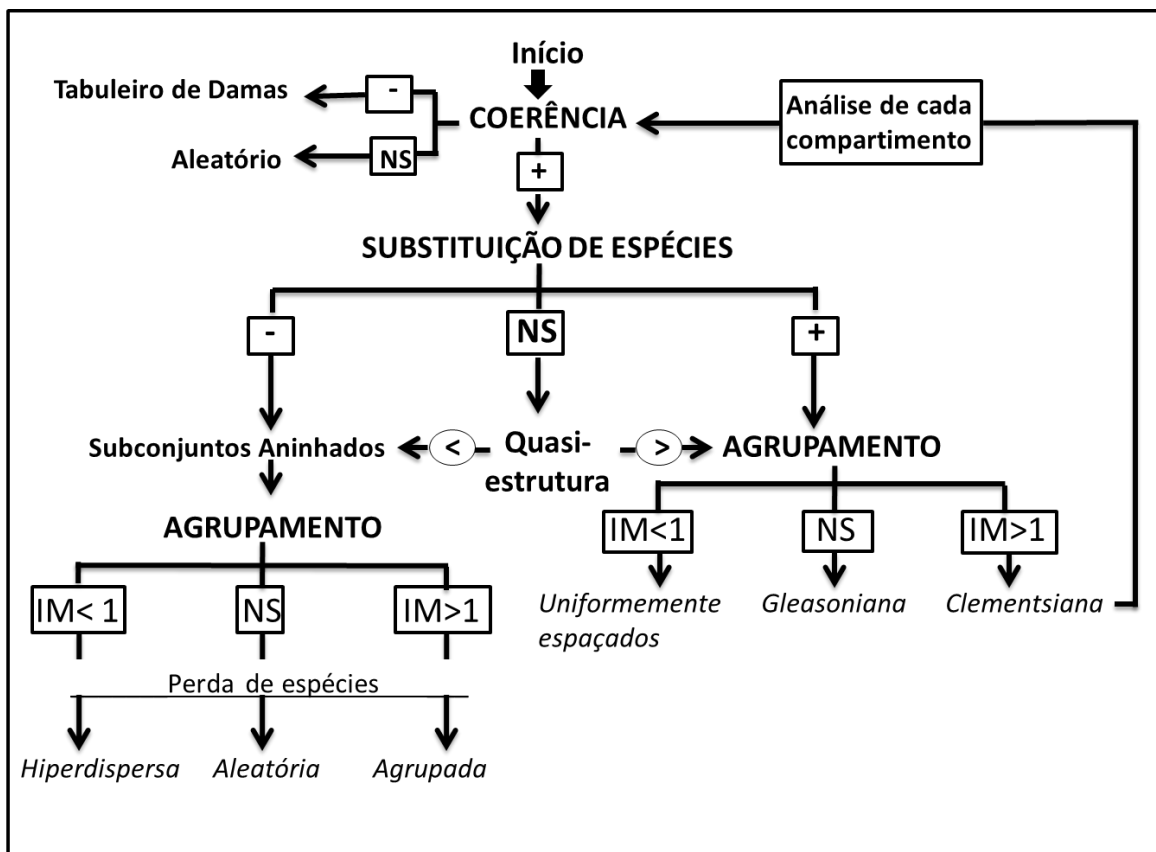 Início
Tabuleiro de Damas
-
COERÊNCIA
Análise de cada
compartimento
Aleatório
NS
+
SUBSTITUIÇÃO DE ESPÉCIES
-
NS
+
Subconjuntos Aninhados
<
Quasi-
estrutura
>
AGRUPAMENTO
AGRUPAMENTO
IM<1
NS
IM>1
IM< 1
NS
IM>1
Uniformemente
espaçados
Gleasoniana
Clementsiana
Perda de espécies
Hiperdispersa
Aleatória
Agrupada